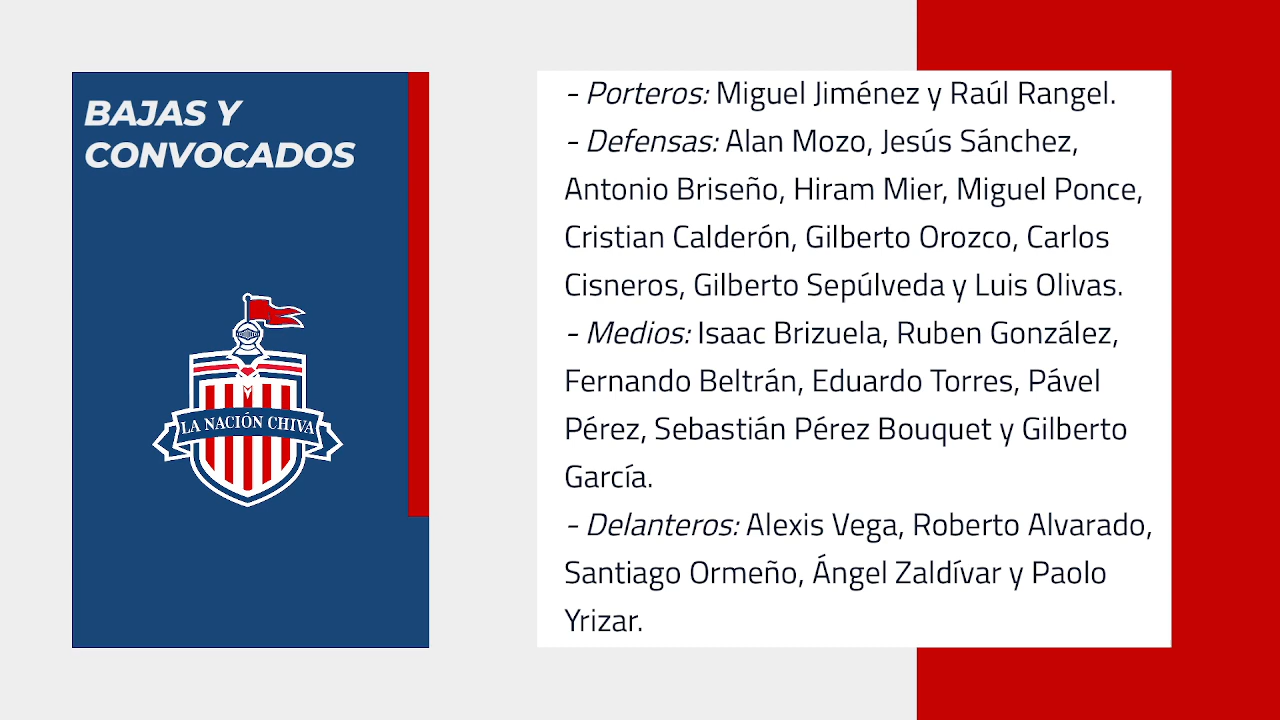 BAJAS Y
CONVOCADOS
LA NACIÓN CHIVA
- Porteros: Miguel Jiménez y Raúl Rangel.
- Defensas: Alan Mozo, Jesús Sánchez,
Antonio Briseño, Hiram Mier, Miguel Ponce,
Cristian Calderón, Gilberto Orozco, Carlos
Cisneros, Gilberto Sepúlveda y Luis Olivas.
- Medios: Isaac Brizuela, Ruben González,
Fernando Beltrán, Eduardo Torres, Pável
Pérez, Sebastián Pérez Bouquet y Gilberto
García.
- Delanteros: Alexis Vega, Roberto Alvarado,
Santiago Ormeño, Ángel Zaldívar y Paolo
Yrizar.